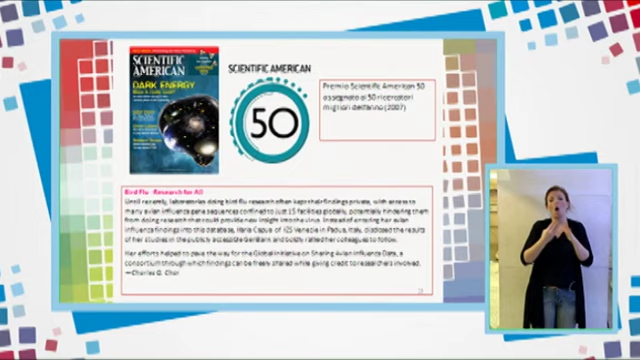 SCIENTIFIC
AMERICAN
DARK ENERGY
SCIENTIFIC AMERICAN
50
Premio Scientific American 50
assegnato ai 50 ricercatori
migliori dell'anno (2007)
Bird Flu Research for All
Until recently, laboratories doing bird flu research often kept their findings private, with access to
many avian influenza gene sequences confined to just 15 facilities globally, potentially hindering them
from doing research that could provide new insight into the virus. Instead of entering her avian
influenza findings into this database, Ilaria Capua of IZS Venezie in Padua, Italy, disclosed the results
of her studies in the publicly accessible GenBank and boldly rallied other colleagues to follow.
Her efforts helped to pave the way for the Global Initiative on Sharing Avian Influenza Data, a
consortium through which findings can be freely shared while giving credit to researchers involved.
—Charles Q. Choi